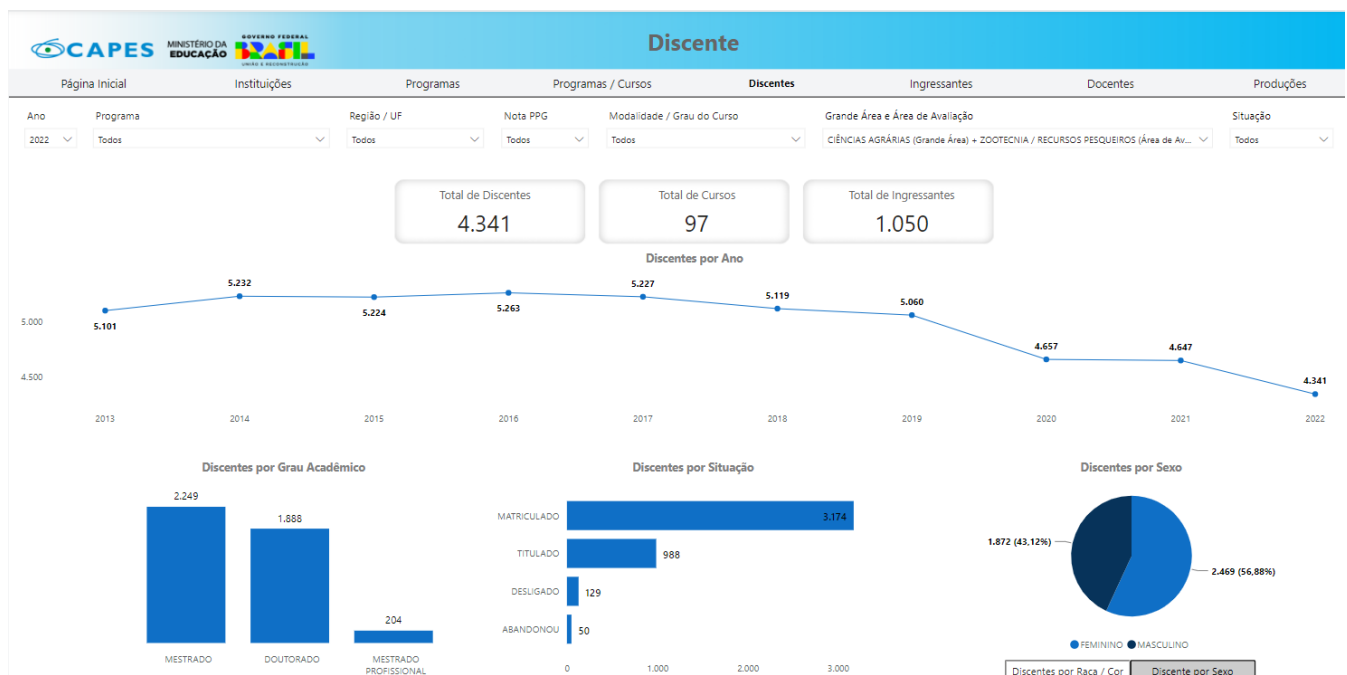 CAPES
MINISTÉRIO DA
EDUCAÇÃO
GOVERNO FEDERAL
BRASIL
UNIÃO E RECONSTRUÇÃO
Discente
Página Inicial Instituições Programas Programas / Cursos Discentes Ingressantes Docentes Produções
Ano Programa Região / UF Nota PPG Modalidade / Grau do Curso Grande Área e Área de Avaliação Situação
2022 Todos Todos Todos Todos CIÊNCIAS AGRÁRIAS (Grande Área) + ZOOTECNIA / RECURSOS PESQUEIROS (Área de Av... Todos
Total de Discentes Total de Cursos Total de Ingressantes
4.341 97 1.050
Discentes por Ano
5.232 5.227 5.119 5.060
5.101 5.224 5.263
5.000
4.657 4.647
4.500
4.341
2013 2014 2015 2016 2017 2018 2019 2020 2021 2022
Discentes por Grau Acadêmico
2.249
1.888
204
MESTRADO DOUTORADO MESTRADO
PROFISSIONAL
Discentes por Situação
MATRICULADO 3.174
TITULADO 988
DESLIGADO 129
ABANDONOU 50
0 1.000 2.000 3.000
Discentes por Sexo
1.872 (43,12%)
2.469 (56,88%)
FEMININO MASCULINO
Discentes por Raça / Cor Discente por Sexo